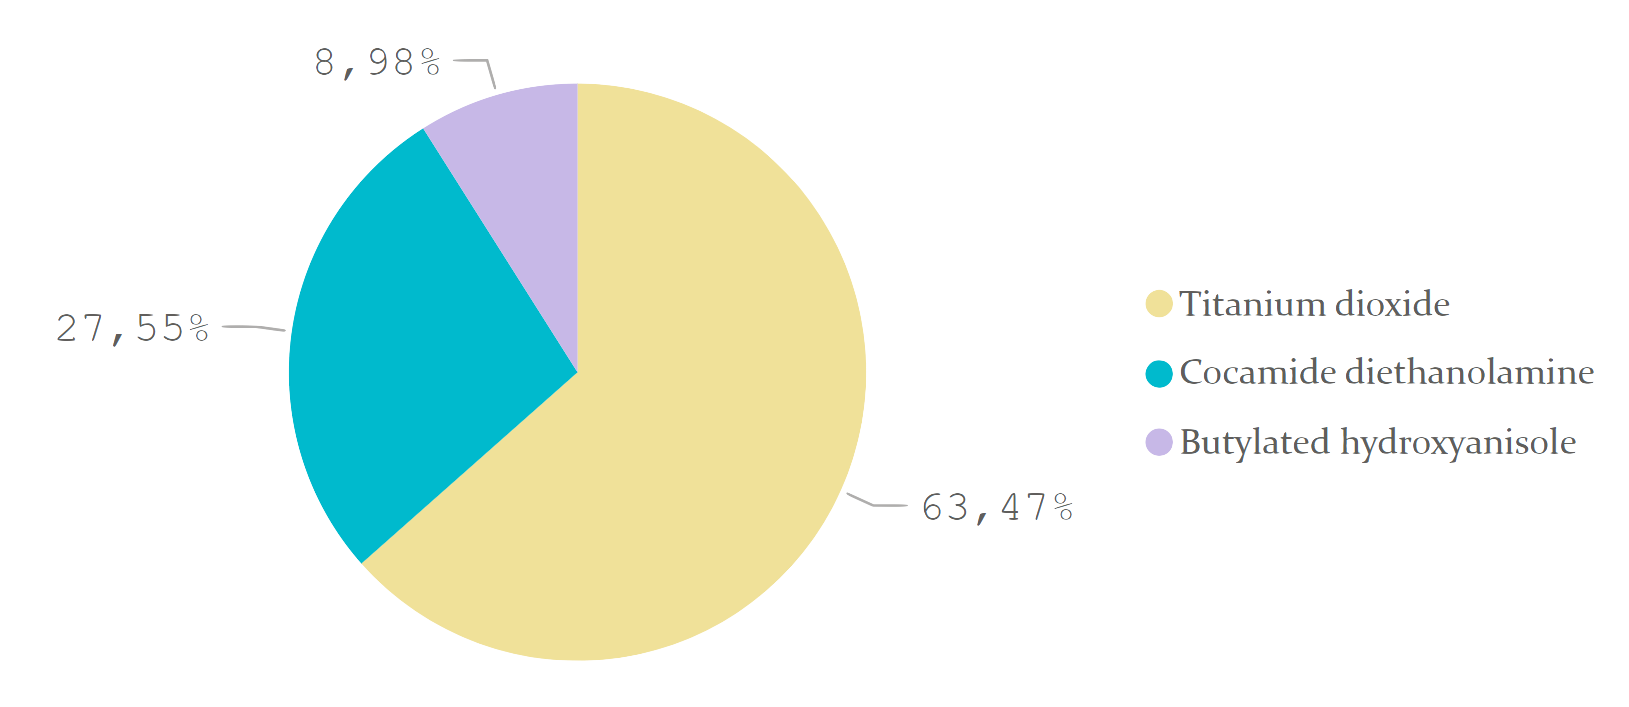 8,98%
27,55%
63,47%
Titanium dioxide
Cocamide diethanolamine
Butylated hydroxyanisole